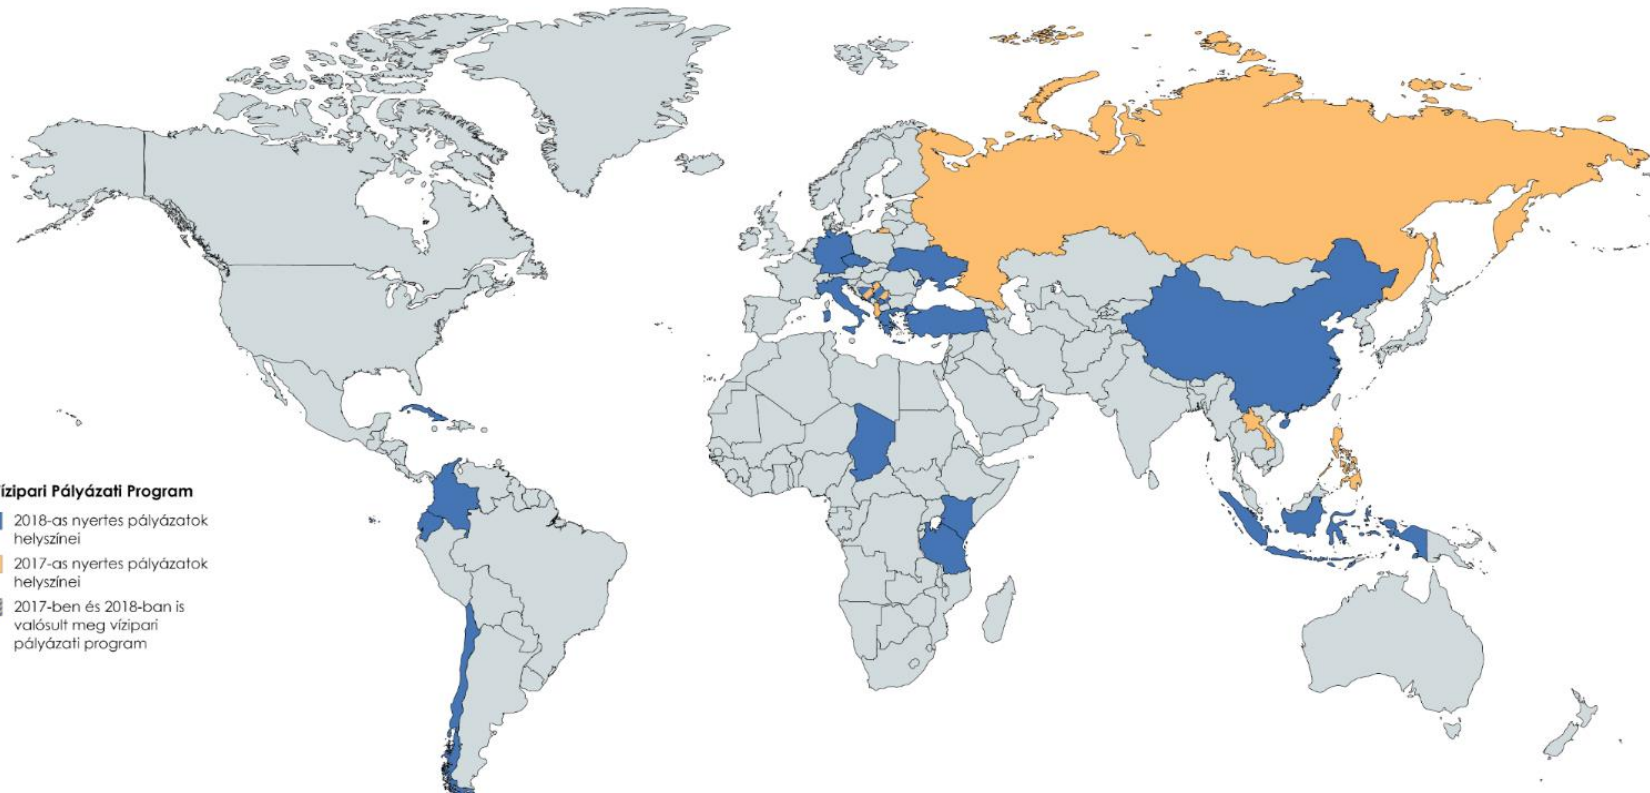 ízipari Pályázati Program
2018-as nyertes pályázatok
helyszínei
2017-as nyertes pályázatok
helyszínei
2017-ben és 2018-ban is
valósult meg vízipari
pályázati program